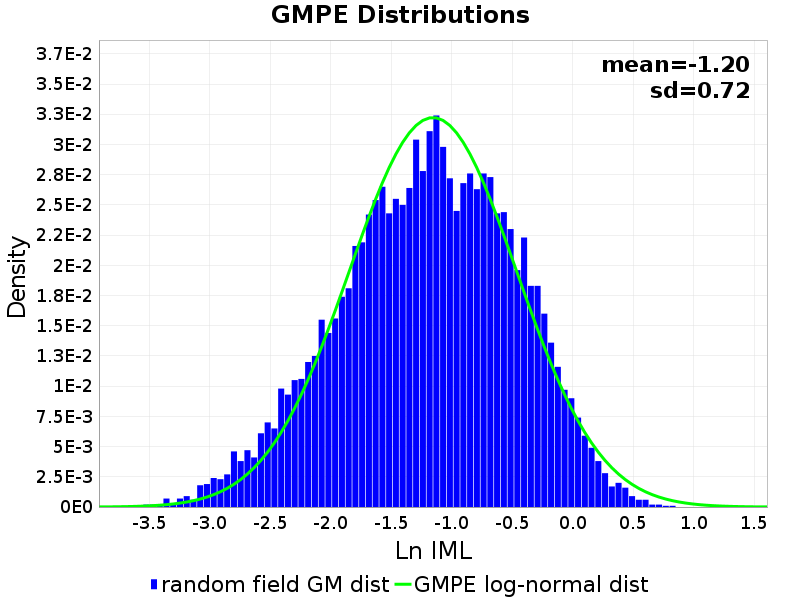 GMPE Distributions
mean=-1.20
sd=0.72
3.7E-2
3.5E-2
3.3E-2
3E-2
2.8E-2
2.5E-2
2.2E-2
2E-2
1.8E-2
1.5E-2
1.3E-2
1E-2
7.5E-3
5E-3
2.5E-3
0E0
Density
-3.5 -3.0 -2.5 -2.0 -1.5 -1.0 -0.5 0.0 0.5 1.0 1.5
Ln IML
random field GM dist GMPE log-normal dist